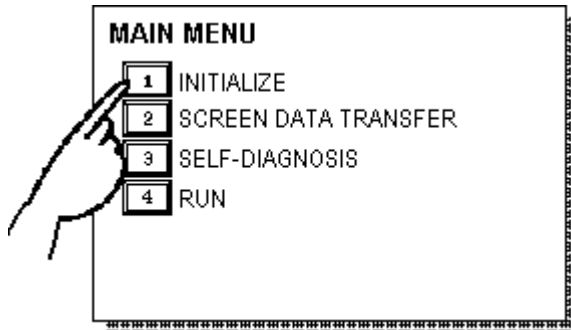 MAIN MENU
1 INITIALIZE
2 SCREEN DATA TRANSFER
3 SELF-DIAGNOSIS
4 RUN